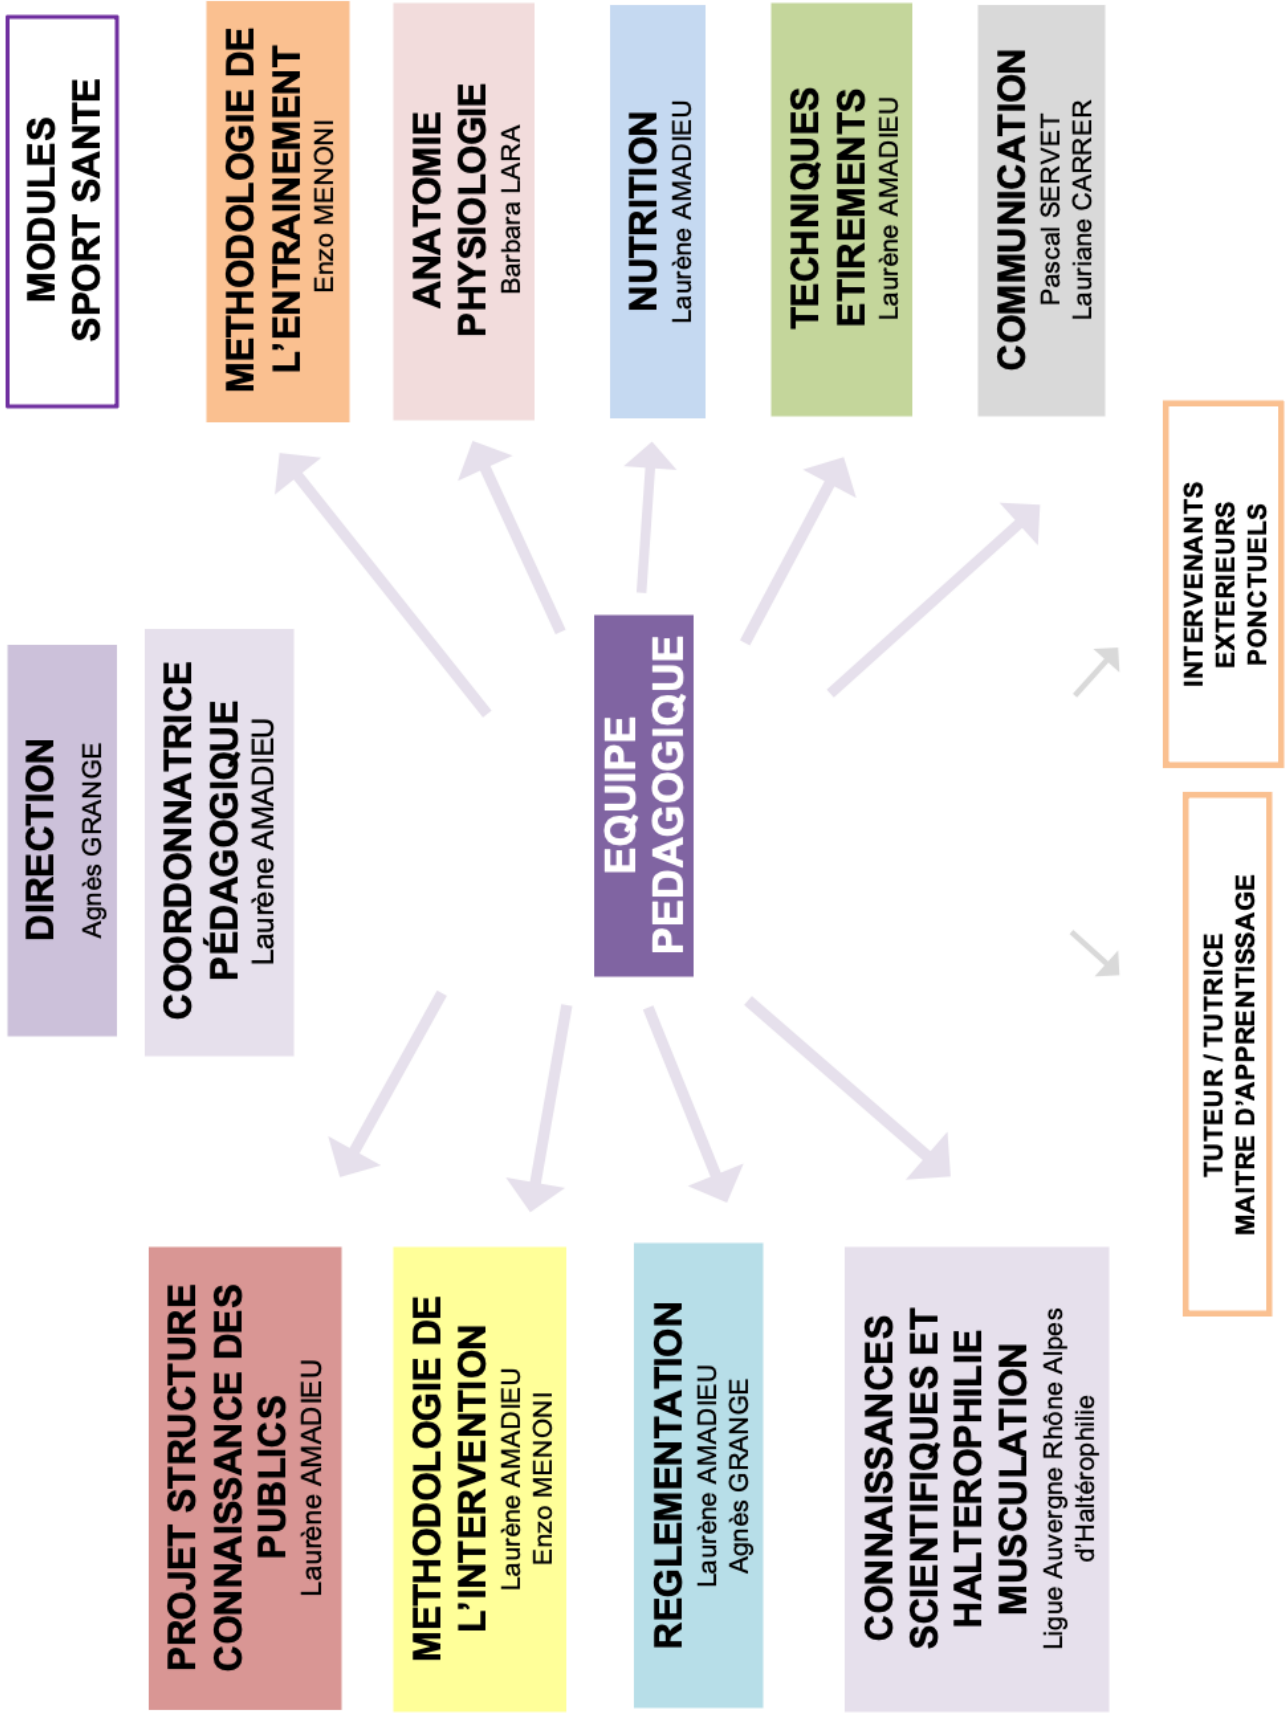 DIRECTION
Agnès GRANGE
MODULES
SPORT SANTE
COORDONNATRICE
PÉDAGOGIQUE
Laurène AMADIEU
PROJET STRUCTURE
CONNAISSANCE DES
PUBLICS
Laurène AMADIEU
METHODOLOGIE DE
L'INTERVENTION
Laurène AMADIEU
Enzo MENONI
REGLEMENTATION
Laurène AMADIEU
Agnès GRANGE
CONNAISSANCES
SCIENTIFIQUES ET
HALTEROPHILIE
MUSCULATION
Ligue Auvergne Rhône Alpes
d'Haltérophilie
EQUIPE
PEDAGOGIQUE
METHODOLOGIE DE
L'ENTRAINEMENT
Enzo MENONI
ANATOMIE
PHYSIOLOGIE
Barbara LARA
NUTRITION
Laurène AMADIEU
TECHNIQUES
ETIREMENTS
Laurène AMADIEU
COMMUNICATION
Pascal SERVET
Lauriane CARRER
TUTEUR / TUTRICE
MAITRE D'APPRENTISSAGE
INTERVENANTS
EXTERIEURS
PONCTUELS